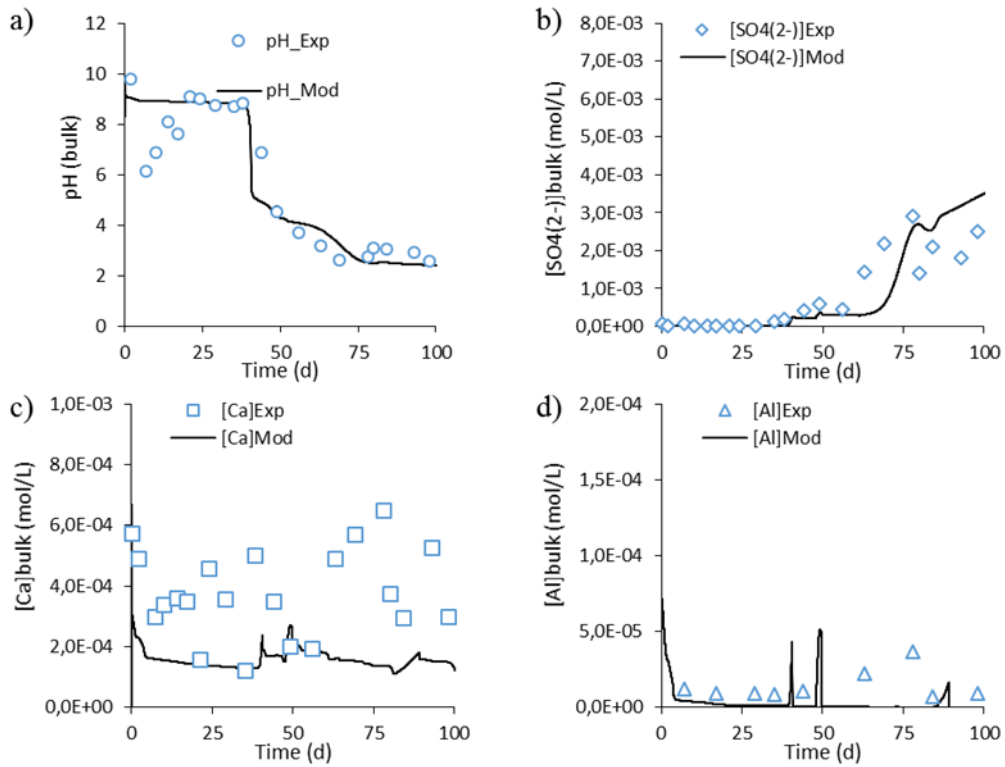 a)
pH_Exp
pH_Mod
12
10
8
6
4
2
0
pH (bulk)
0 25 50 75 100
Time (d)
b)
[SO4(2-)]Exp
[SO4(2-)]Mod
8,0E-03
7,0E-03
6,0E-03
5,0E-03
4,0E-03
3,0E-03
2,0E-03
1,0E-03
0,0E+00
[SO4(2-)]bulk (mol/L)
0 25 50 75 100
Time (d)
c)
[Ca]Exp
[Ca]Mod
1,0E-03
8,0E-04
6,0E-04
4,0E-04
2,0E-04
0,0E+00
[Ca]bulk (mol/L)
0 25 50 75 100
Time (d)
d)
[Al]Exp
[Al]Mod
2,0E-04
1,5E-04
1,0E-04
5,0E-05
0,0E+00
[Al]bulk (mol/L)
0 25 50 75 100
Time (d)